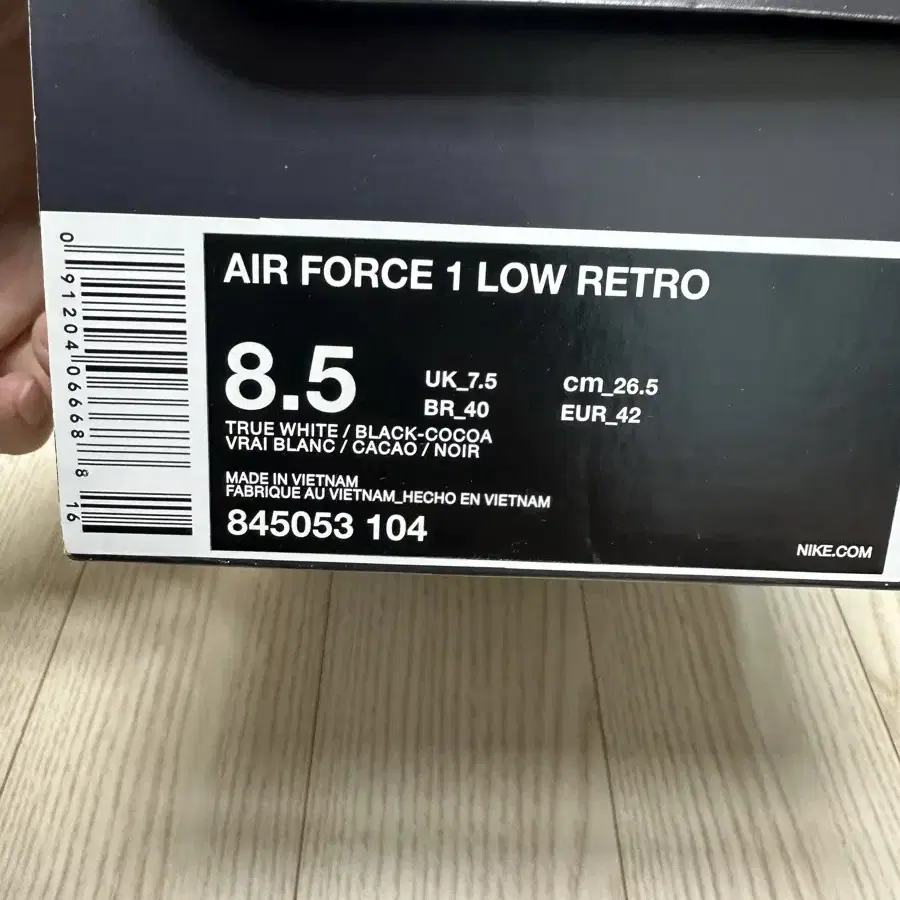 AIR FORCE 1 LOW RETRO
8.5
UK_7.5
cm_26.5
BR_40
EUR_42
TRUE WHITE / BLACK-COCOA
VRAI BLANC / CACAO / NOIR
MADE IN VIETNAM
FABRIQUE AU VIETNAM_HECHO EN VIETNAM
845053 104
NIKE.COM
0 91204 06668 8 16